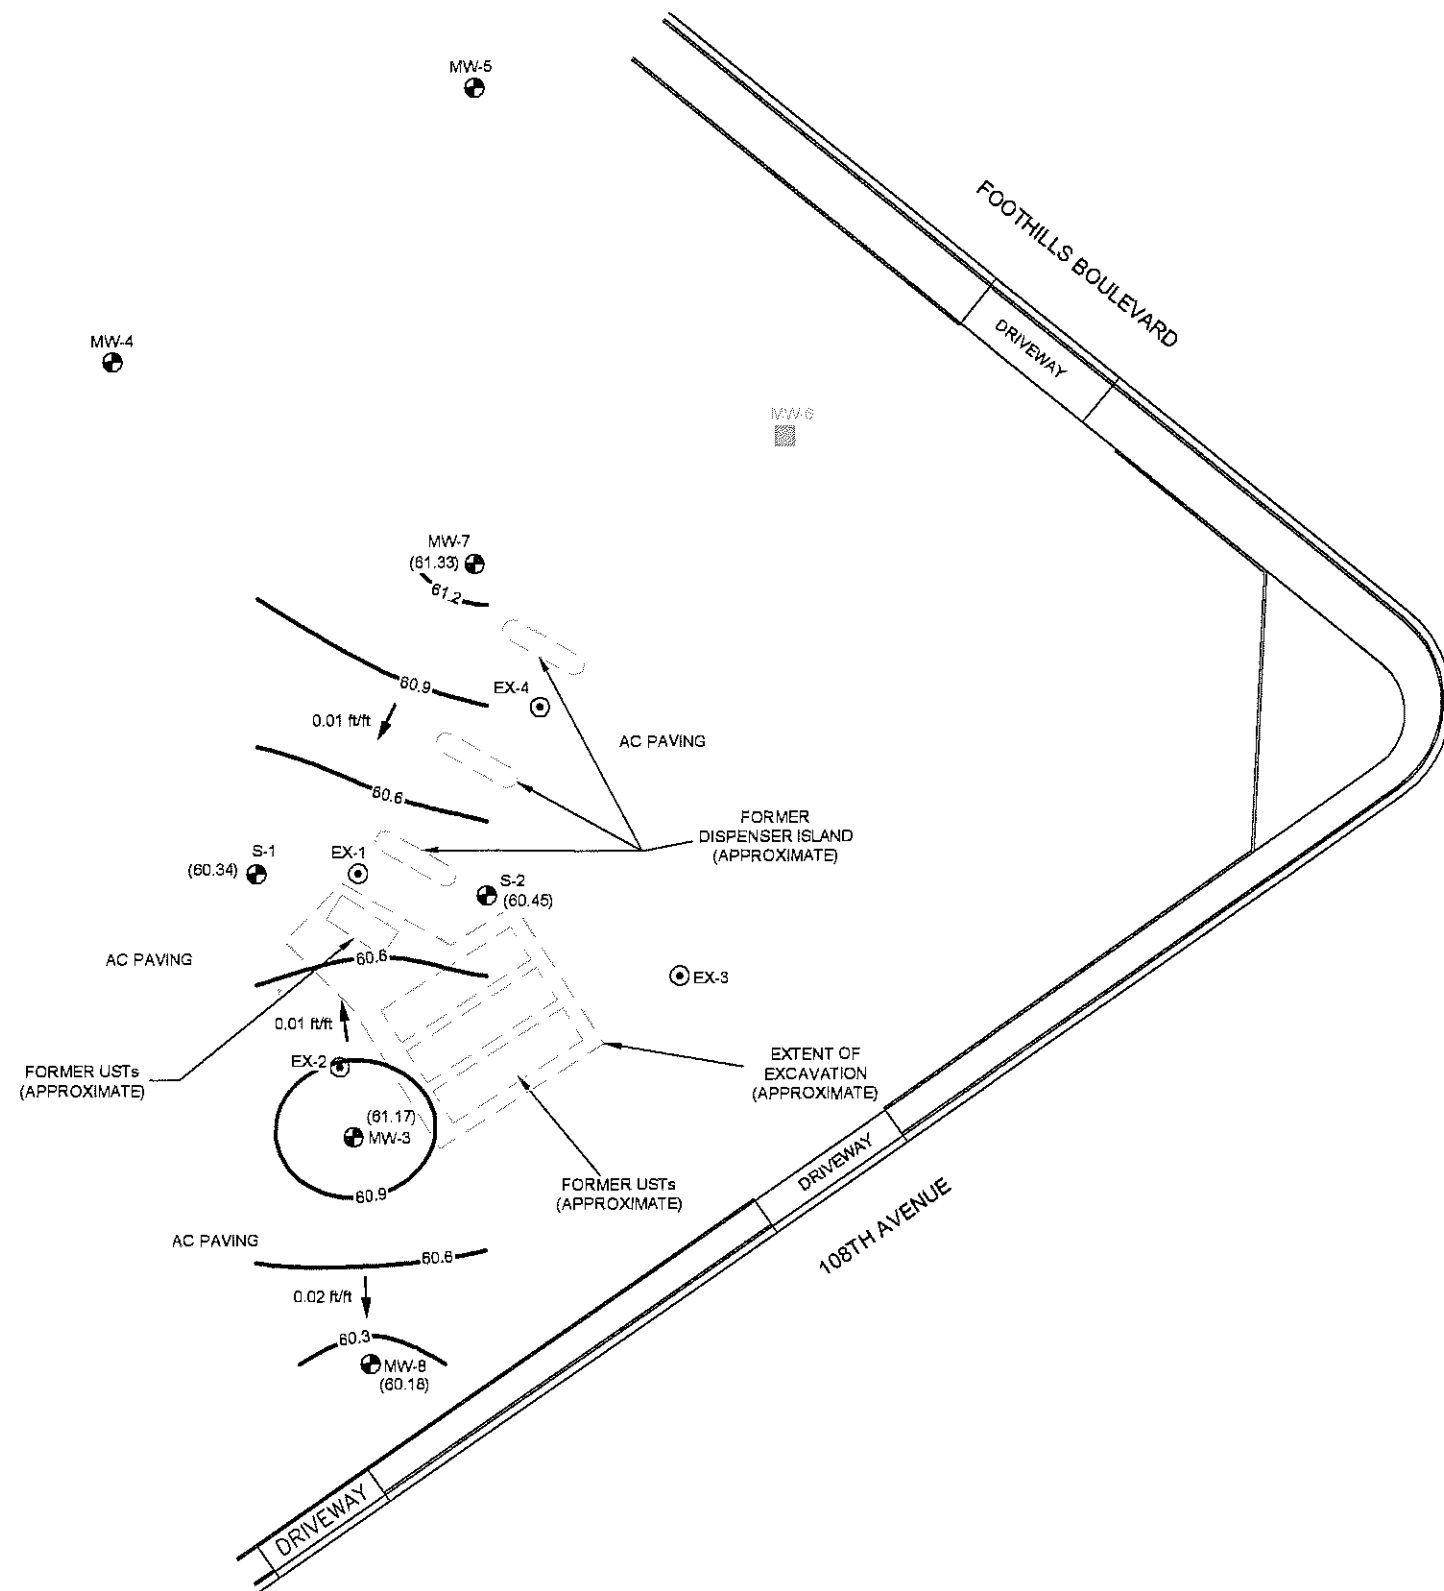 MW-5
FOOTHILLS BOULEVARD
DRIVEWAY
MW-4
MW-6
MW-7
(61.33)
61.2
60.9
EX-4
0.01 ft/ft
AC PAVING
60.6
FORMER
DISPENSER ISLAND
(APPROXIMATE)
S-1
(60.34)
EX-1
S-2
(60.45)
AC PAVING
60.6
EX-3
0.01 ft/ft
EX-2
FORMER USTs
(APPROXIMATE)
EXTENT OF
EXCAVATION
(APPROXIMATE)
(61.17)
MW-3
60.9
FORMER USTs
(APPROXIMATE)
DRIVEWAY
108TH AVENUE
AC PAVING
60.6
0.02 ft/ft
60.3
MW-8
(60.18)
DRIVEWAY